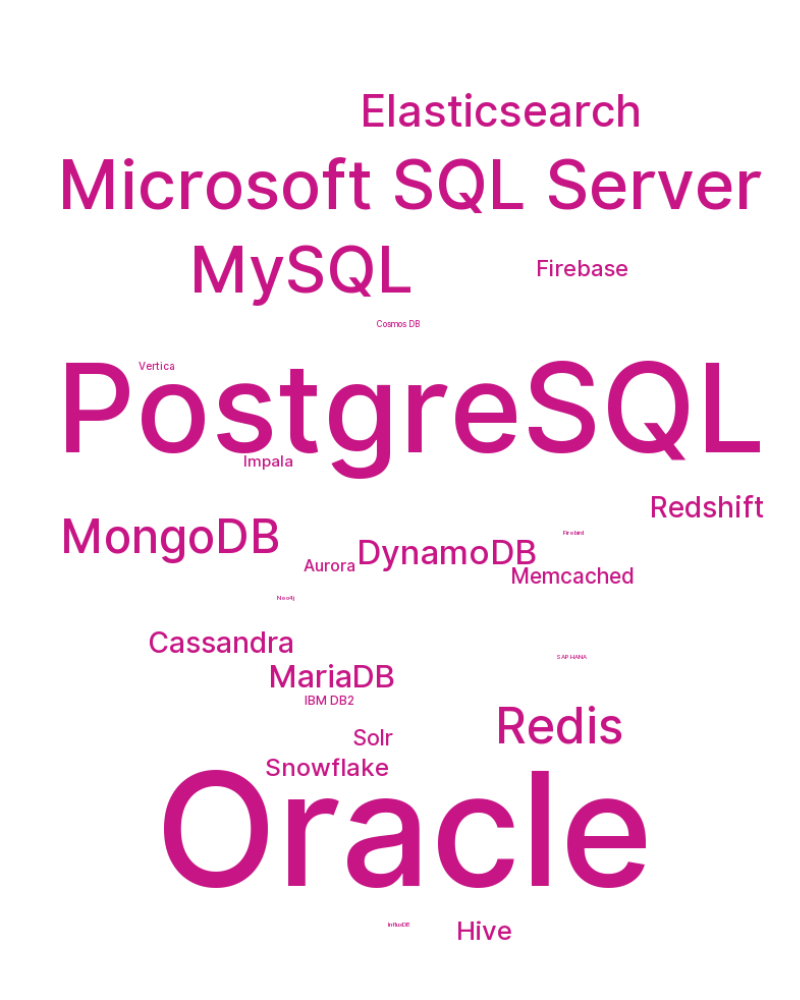 Elasticsearch
Microsoft SQL Server
MySQL
Firebase
Cosmos DB
Vertica
PostgreSQL
Impala
Redshift
MongoDB
Firebird
DynamoDB
Aurora
Memcached
Neo4j
Cassandra
SAP HANA
MariaDB
IBM DB2
Redis
Solr
Snowflake
Oracle
InfluxDB
Hive